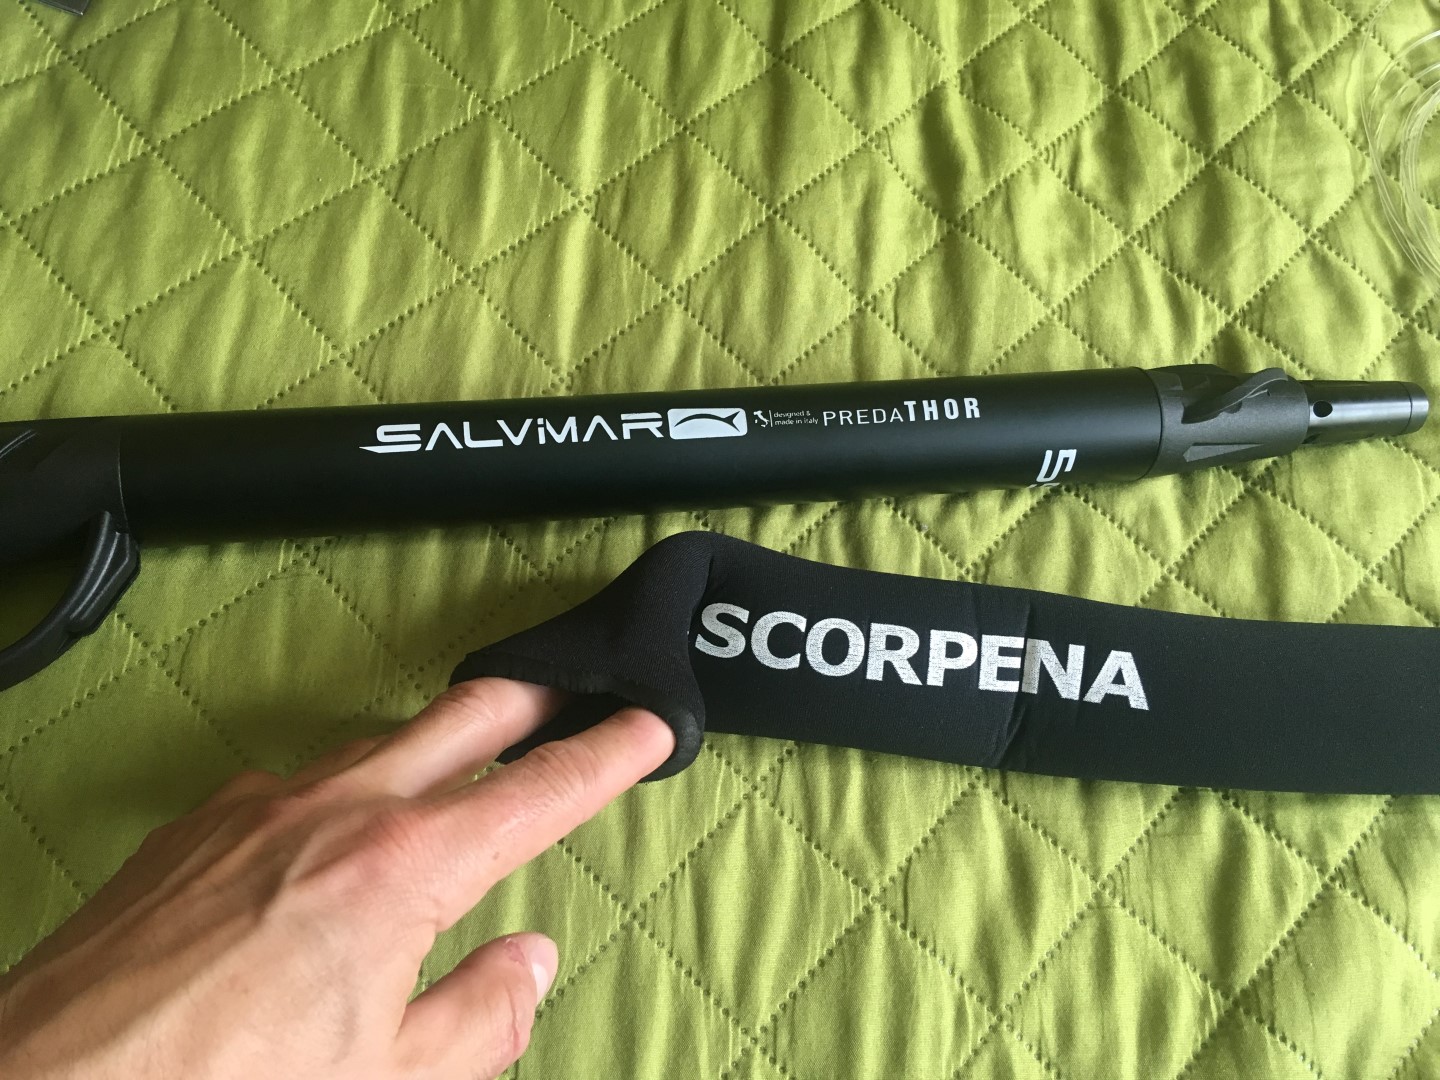 SALVIMAR
designed &
made in Italy
PREDATHOR
SCORPENA